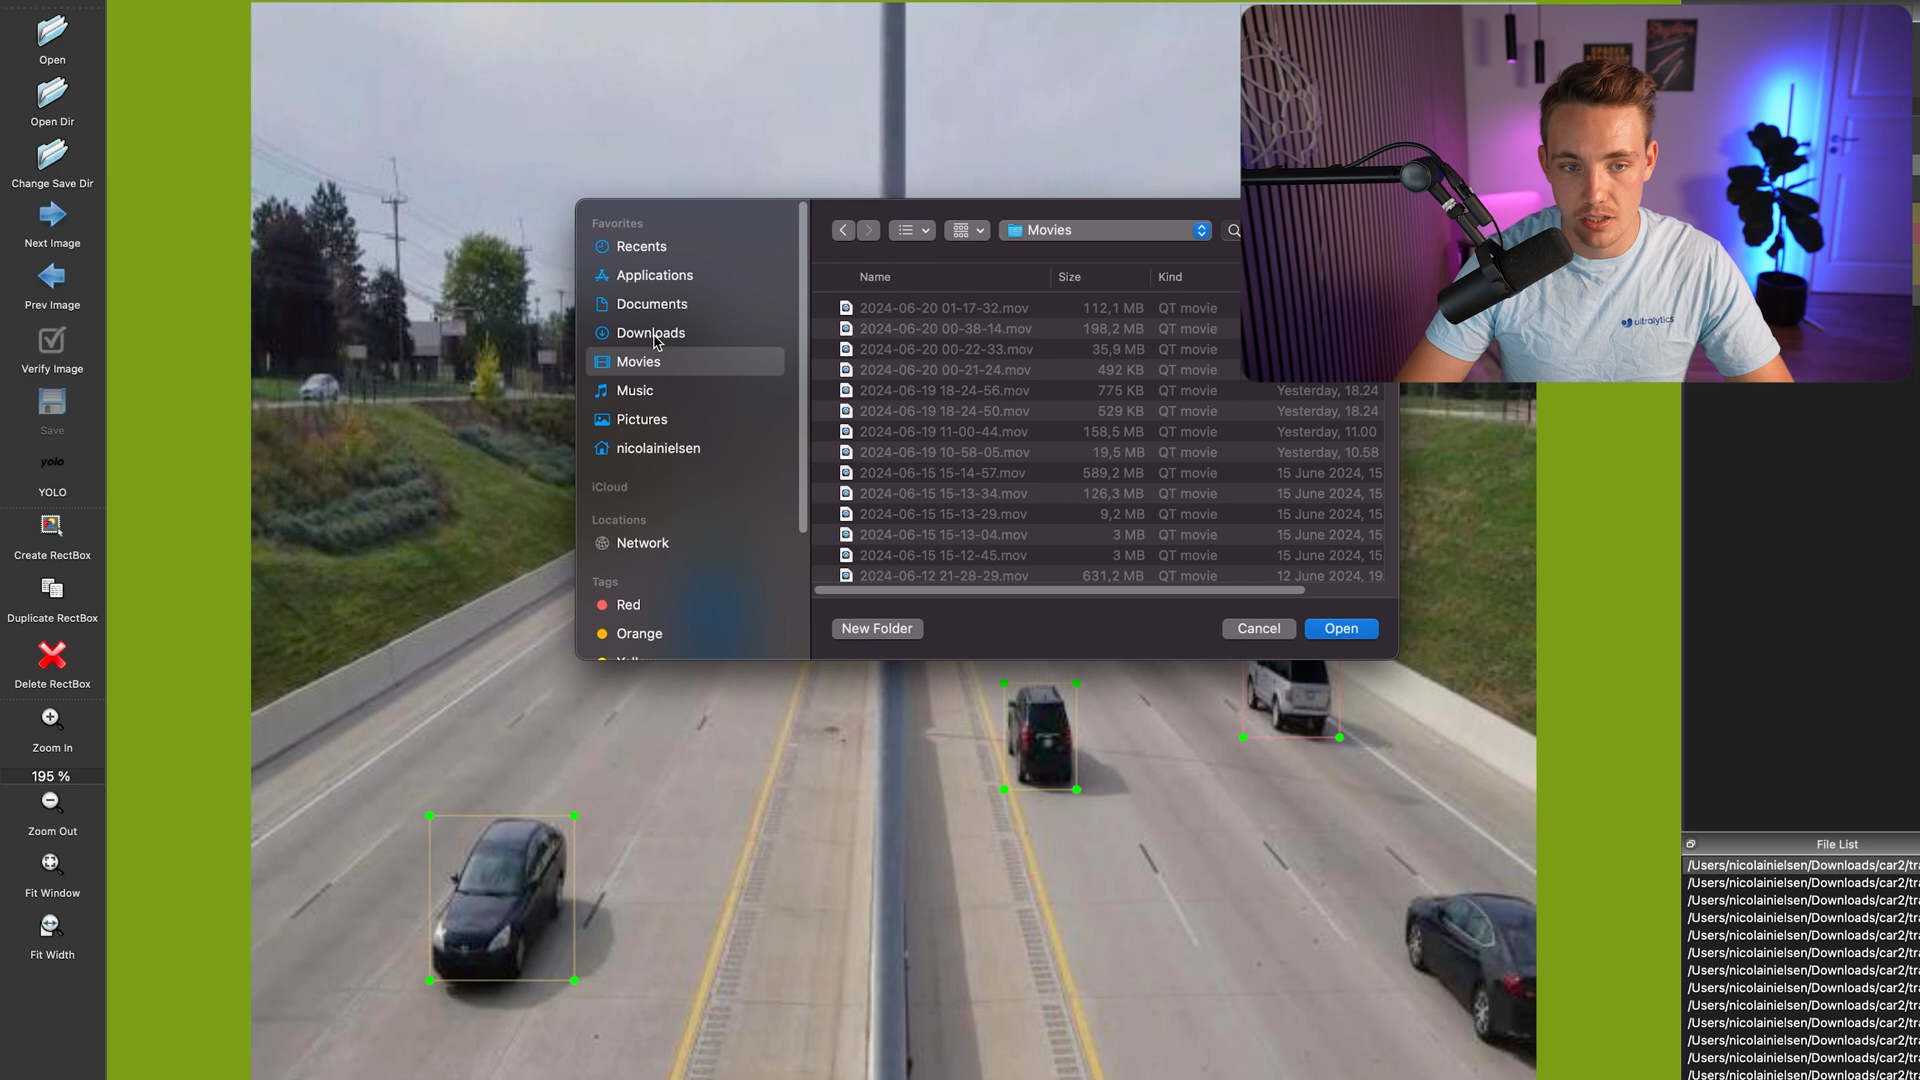 Open
Open Dir
Change Save Dir
Next Image
Prev Image
Verify Image
Save
yolo
YOLO
Create RectBox
Duplicate RectBox
Delete RectBox
Zoom In
195 %
Zoom Out
Fit Window
Fit Width
Favorites
Recents
Applications
Documents
Downloads
Movies
Music
Pictures
nicolainielsen
iCloud
Locations
Network
Tags
Red
Orange
Movies
Name Size Kind
2024-06-20 01-17-32.mov 112,1 MB QT movie
2024-06-20 00-38-14.mov 198,2 MB QT movie
2024-06-20 00-22-33.mov 35,9 MB QT movie
2024-06-20 00-21-24.mov 492 KB QT movie
2024-06-19 18-24-56.mov 775 KB QT movie Yesterday, 18.24
2024-06-19 18-24-50.mov 529 KB QT movie Yesterday, 18.24
2024-06-19 11-00-44.mov 158,5 MB QT movie Yesterday, 11.00
2024-06-19 10-58-05.mov 19,5 MB QT movie Yesterday, 10.58
2024-06-15 15-14-57.mov 589,2 MB QT movie 15 June 2024, 15.
2024-06-15 15-13-34.mov 126,3 MB QT movie 15 June 2024, 15.
2024-06-15 15-13-29.mov 9,2 MB QT movie 15 June 2024, 15.
2024-06-15 15-13-04.mov 3 MB QT movie 15 June 2024, 15.
2024-06-15 15-12-45.mov 3 MB QT movie 15 June 2024, 15.
2024-06-12 21-28-29.mov 631,2 MB QT movie 12 June 2024, 19.
New Folder Cancel Open
ultralytics
File List
/Users/nicolainielsen/Downloads/car2/tra
/Users/nicolainielsen/Downloads/car2/tra
/Users/nicolainielsen/Downloads/car2/tra
/Users/nicolainielsen/Downloads/car2/tra
/Users/nicolainielsen/Downloads/car2/tra
/Users/nicolainielsen/Downloads/car2/tra
/Users/nicolainielsen/Downloads/car2/tra
/Users/nicolainielsen/Downloads/car2/tra
/Users/nicolainielsen/Downloads/car2/tra
/Users/nicolainielsen/Downloads/car2/tra
/Users/nicolainielsen/Downloads/car2/tra
/Users/nicolainielsen/Downloads/car2/tra
/Users/nicolainielsen/Downloads/car2/tra